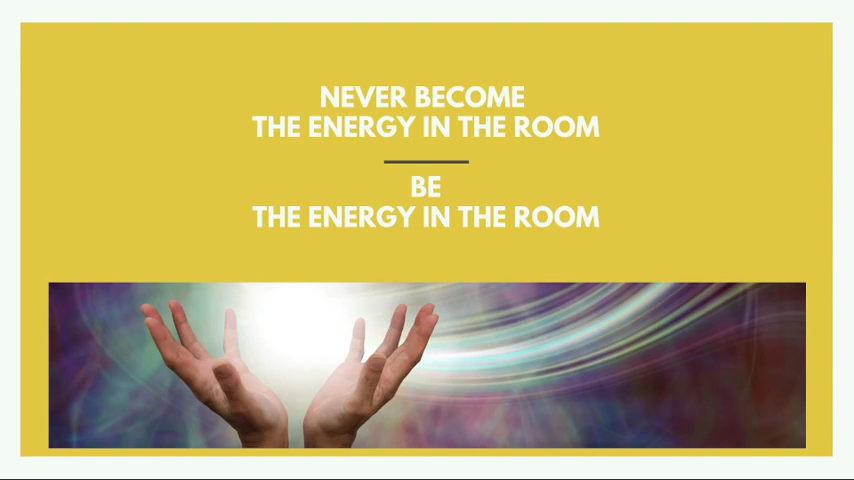 NEVER BECOME
THE ENERGY IN THE ROOM
BE
THE ENERGY IN THE ROOM